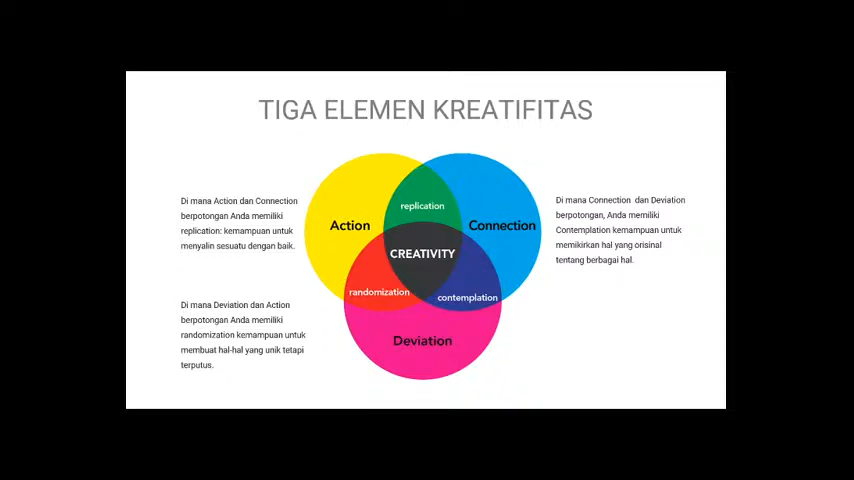 TIGA ELEMEN KREATIFITAS
Di mana Action dan Connection
berpotongan Anda memiliki
replication: kemampuan untuk
menyalin sesuatu dengan baik.
Di mana Deviation dan Action
berpotongan Anda memiliki
randomization kemampuan untuk
membuat hal-hal yang unik tetapi
terputus.
replication
Action
Connection
CREATIVITY
randomization
contemplation
Deviation
Di mana Connection dan Deviation
berpotongan, Anda memiliki
Contemplation kemampuan untuk
memikirkan hal yang orisinal
tentang berbagai hal.